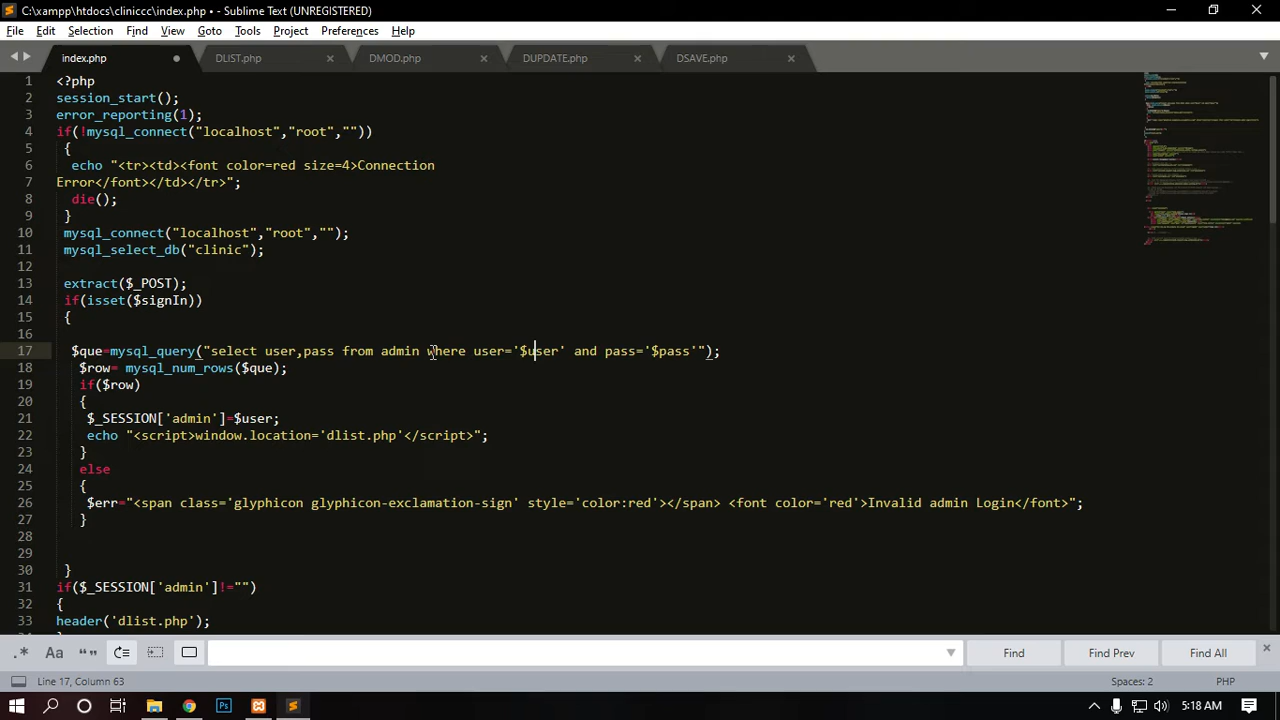 C:\xampp\htdocs\cliniccc\index.php • - Sublime Text (UNREGISTERED)
File Edit Selection Find View Goto Tools Project Preferences Help
index.php DLIST.php DMOD.php DUPDATE.php DSAVE.php
1 <?php
2 session_start();
3 error_reporting(1);
4 if(!mysql_connect("localhost","root",""))
5 {
6 echo "<tr><td><font color=red size=4>Connection
7 Error</font></td></tr>";
8 die();
9 }
10 mysql_connect("localhost","root","");
11 mysql_select_db("clinic");
12
13 extract($_POST);
14 if(isset($signIn))
15 {
16
17 $que=mysql_query("select user,pass from admin where user='$user' and pass='$pass'");
18 $row= mysql_num_rows($que);
19 if($row)
20 {
21 $_SESSION['admin']=$user;
22 echo "<script>window.location='dlist.php'</script>";
23 }
24 else
25 {
26 $err="<span class='glyphicon glyphicon-exclamation-sign' style='color:red'></span> <font color='red'>Invalid admin Login</font>";
27 }
28
29
30 }
31 if($_SESSION['admin']!="")
32 {
33 header('dlist.php');
Find Find Prev Find All
Line 17, Column 63 Spaces: 2 PHP
5:18 AM